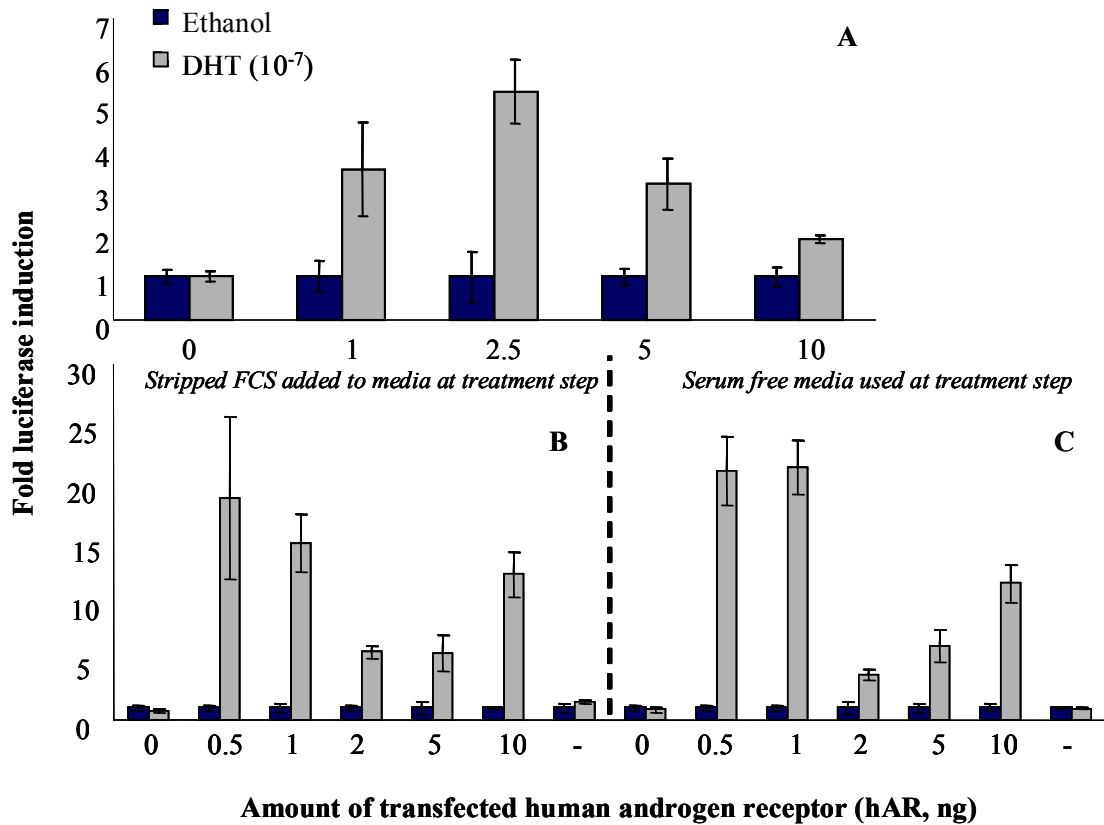 Fold luciferase induction
7
6
5
4
3
2
1
0
Ethanol
DHT (10-7)
A
0 1 2.5 5 10
30
25
20
15
10
5
0
Stripped FCS added to media at treatment step
B
Serum free media used at treatment step
C
0 0.5 1 2 5 10 - 0 0.5 1 2 5 10 -
Amount of transfected human androgen receptor (hAR, ng)